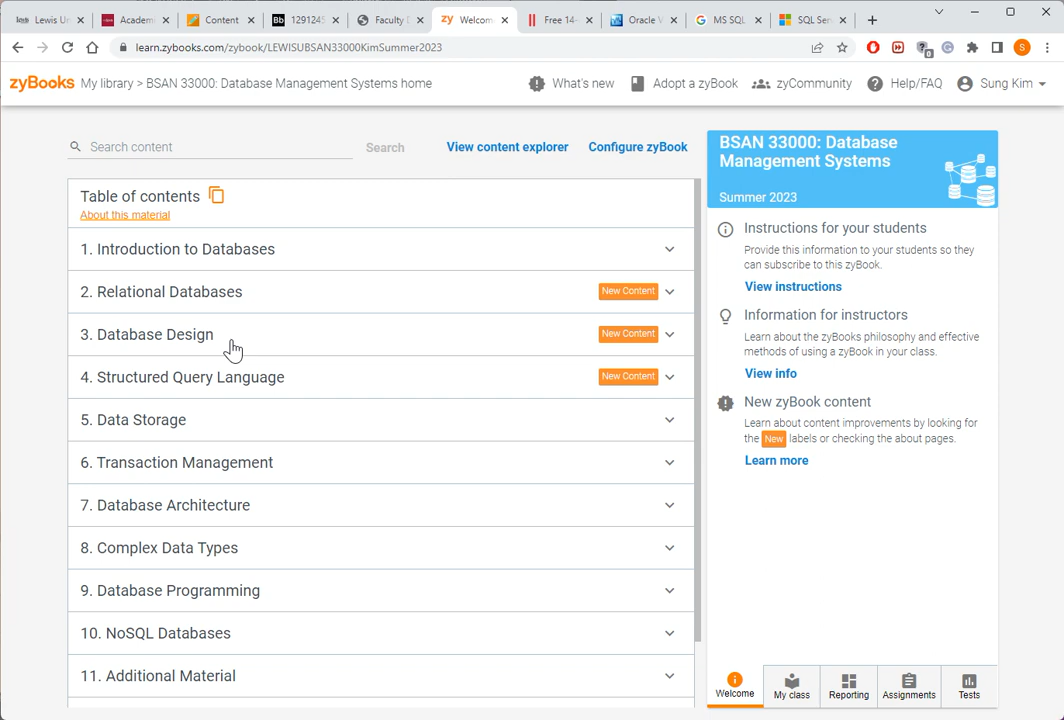 Lewis Un
Academi
Content
Bb
1291245
Faculty D
zy Welcom
Free 14-
Oracle V
MS SQL
SQL Serv
learn.zybooks.com/zybook/LEWISUBSAN33000KimSummer2023
0
S
zyBooks My library > BSAN 33000: Database Management Systems home
What's new
Adopt a zyBook
zyCommunity
Help/FAQ
Sung Kim
Search content
Search
View content explorer
Configure zyBook
Table of contents
About this material
1. Introduction to Databases
2. Relational Databases
New Content
3. Database Design
New Content
4. Structured Query Language
New Content
5. Data Storage
6. Transaction Management
7. Database Architecture
8. Complex Data Types
9. Database Programming
10. NoSQL Databases
11. Additional Material
BSAN 33000: Database
Management Systems
Summer 2023
Instructions for your students
Provide this information to your students so they
can subscribe to this zyBook.
View instructions
Information for instructors
Learn about the zyBooks philosophy and effective
methods of using a zyBook in your class.
View info
New zyBook content
Learn about content improvements by looking for
the New labels or checking the about pages.
Learn more
Welcome
My class
Reporting
Assignments
Tests